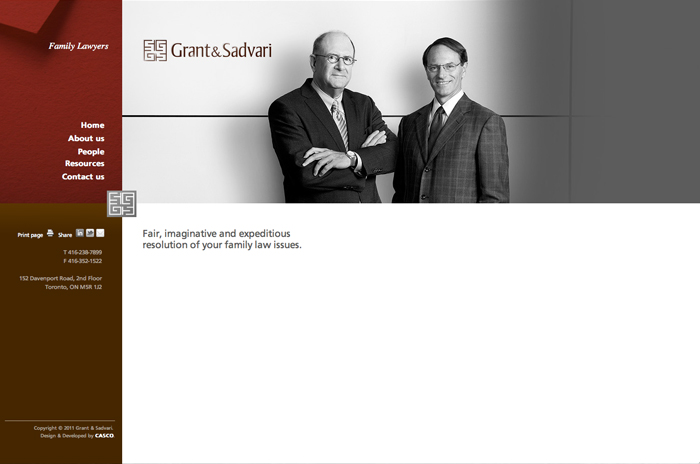 Family Lawyers
Grant & Sadvari
Home
About us
People
Resources
Contact us
Print page Share
T 416-238-7899
F 416-352-1522
152 Davenport Road, 2nd Floor
Toronto, ON M5R 1J2
Fair, imaginative and expeditious
resolution of your family law issues.
Copyright © 2011 Grant & Sadvari.
Design & Developed by CASCO.